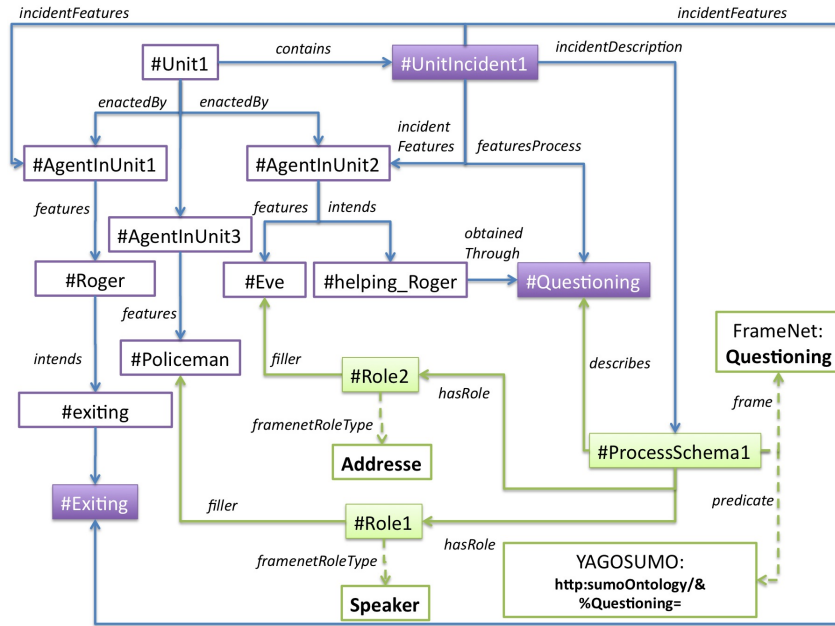 incidentFeatures
incidentFeatures
contains
incidentDescription
#Unit1
#UnitIncident1
enactedBy
enactedBy
incident
Features
featuresProcess
#AgentInUnit1
#AgentInUnit2
features
features
intends
#AgentInUnit3
obtained
Through
#Roger
#Eve
#helping_Roger
#Questioning
features
FrameNet:
Questioning
intends
#Policeman
filler
describes
#Role2
hasRole
frame
#exiting
framenetRoleType
#ProcessSchema1
Addresse
predicate
#Exiting
filler
#Role1
hasRole
framenetRoleType
YAGOSUMO:
http:sumoOntology/&
%Questioning=
Speaker